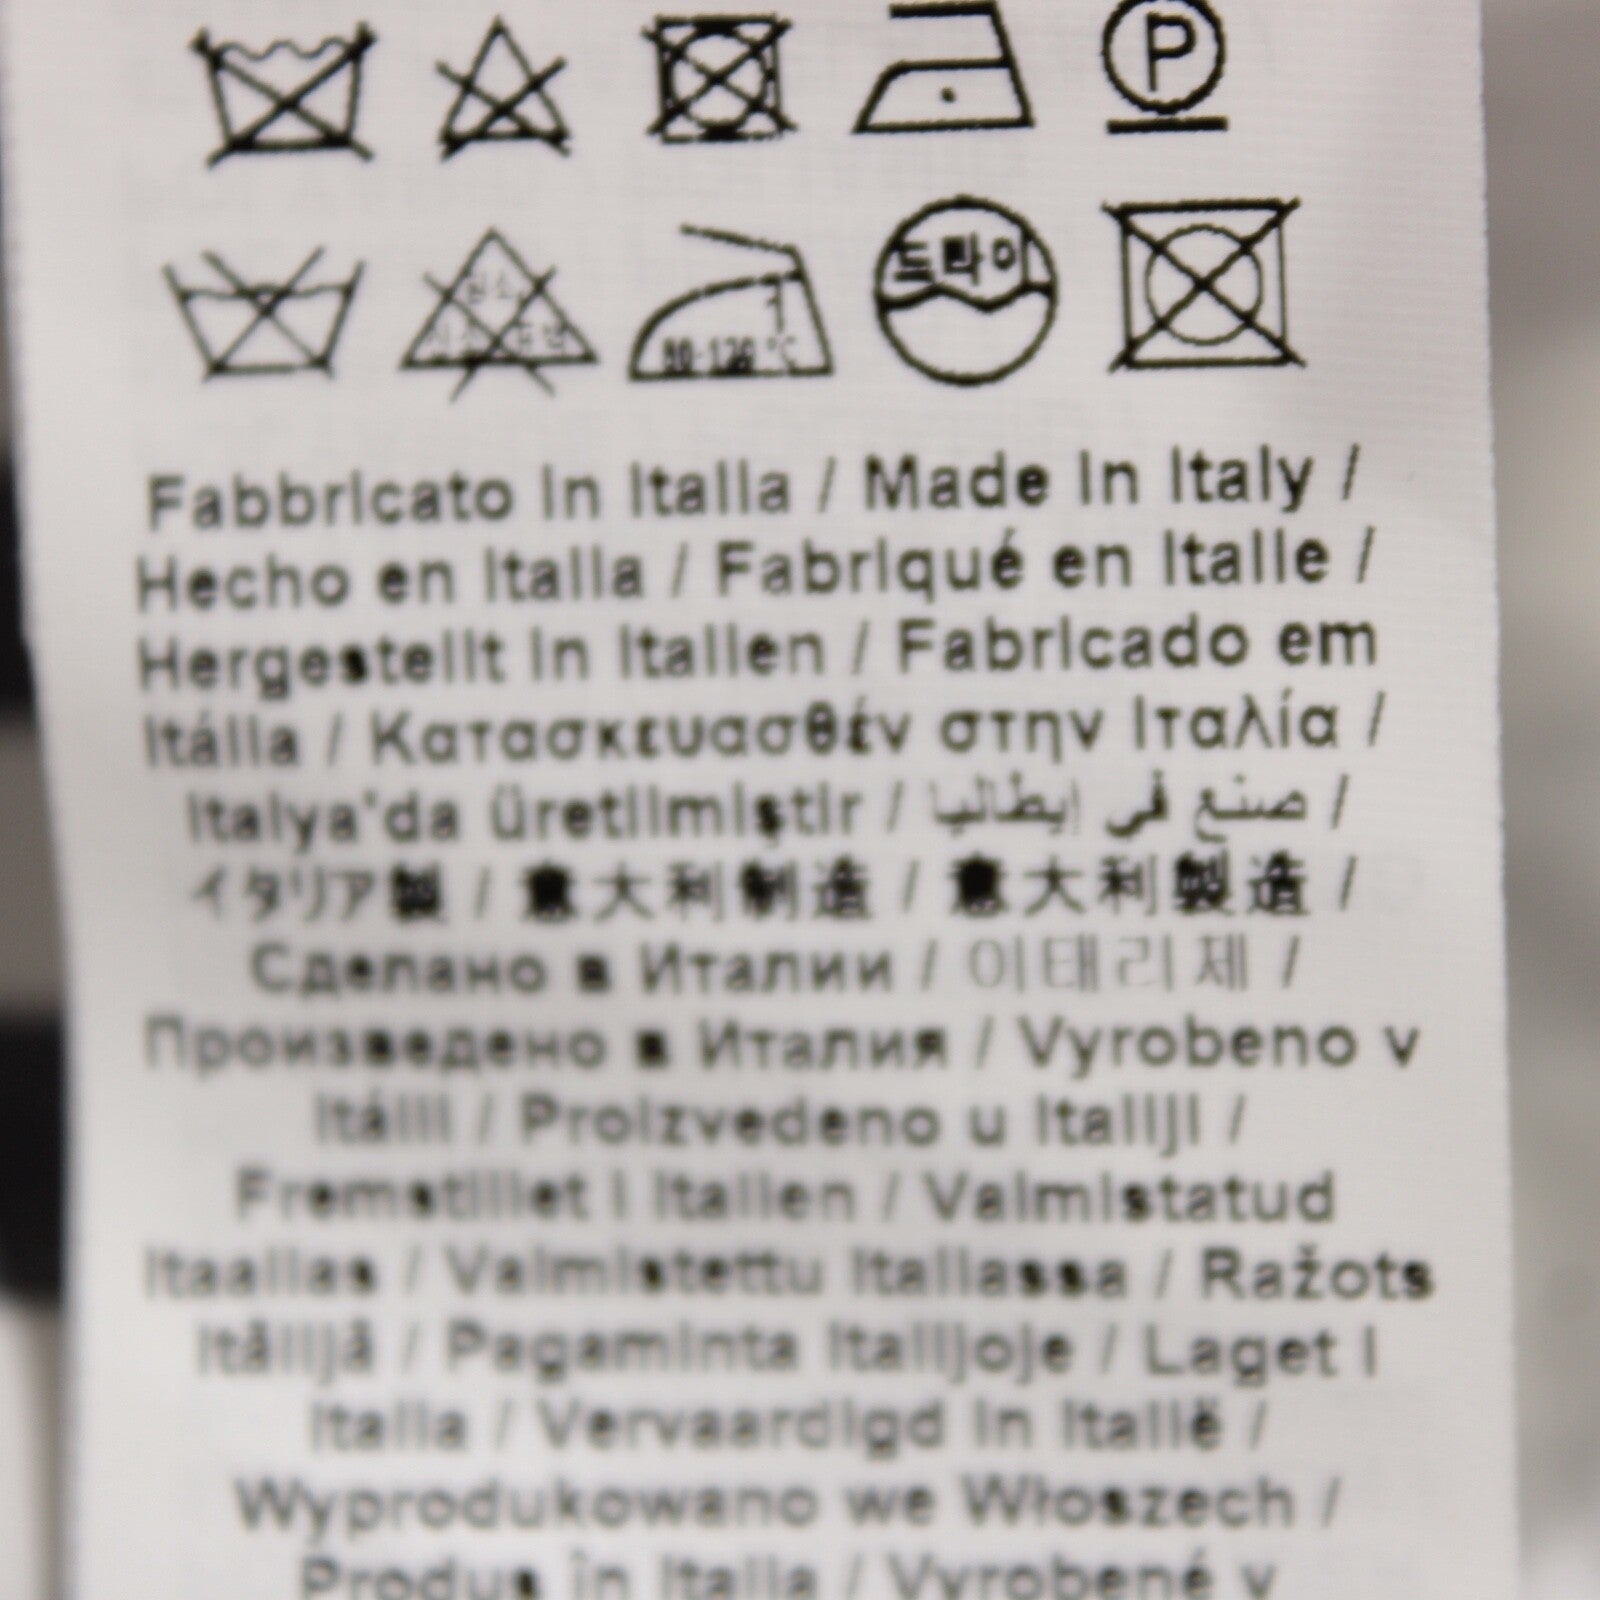 P
드라이
80-120°C
Fabbricato in Italia / Made in Italy /
Hecho en Italia / Fabriqué en Italie /
Hergestellt in Italien / Fabricado em
Itália / Κατασκευασθέν στην Ιταλία /
Italya'da üretilmiştir / صنع في إيطاليا /
イタリア製 / 意大利制造 / 意大利製造 /
Сделано в Италии / 이태리제 /
Произведено в Италия / Vyrobeno v
Itálii / Proizvedeno u Italiji /
Fremstillet i Italien / Valmistatud
Itaalias / Valmistettu Italiassa / Ražots
Itālijā / Pagaminta Italijoje / Laget i
Italia / Vervaardigd in Italië /
Wyprodukowano we Włoszech /
Produs în Italia / Vyrobené v